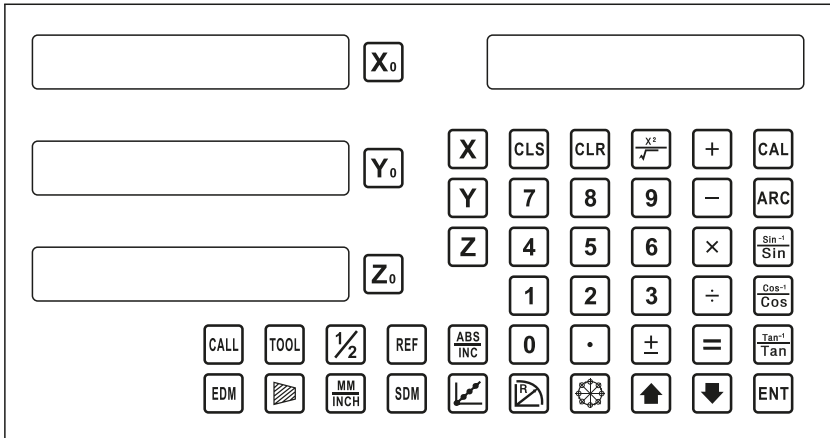 X₀
Y₀
Z₀
X CLS CLR X² √ + CAL
Y 7 8 9 − ARC
Z 4 5 6 × Sin⁻¹ Sin
1 2 3 ÷ Cos⁻¹ Cos
CALL TOOL 1/2 REF ABS INC 0 · ± = Tan⁻¹ Tan
EDM MM INCH SDM R ENT